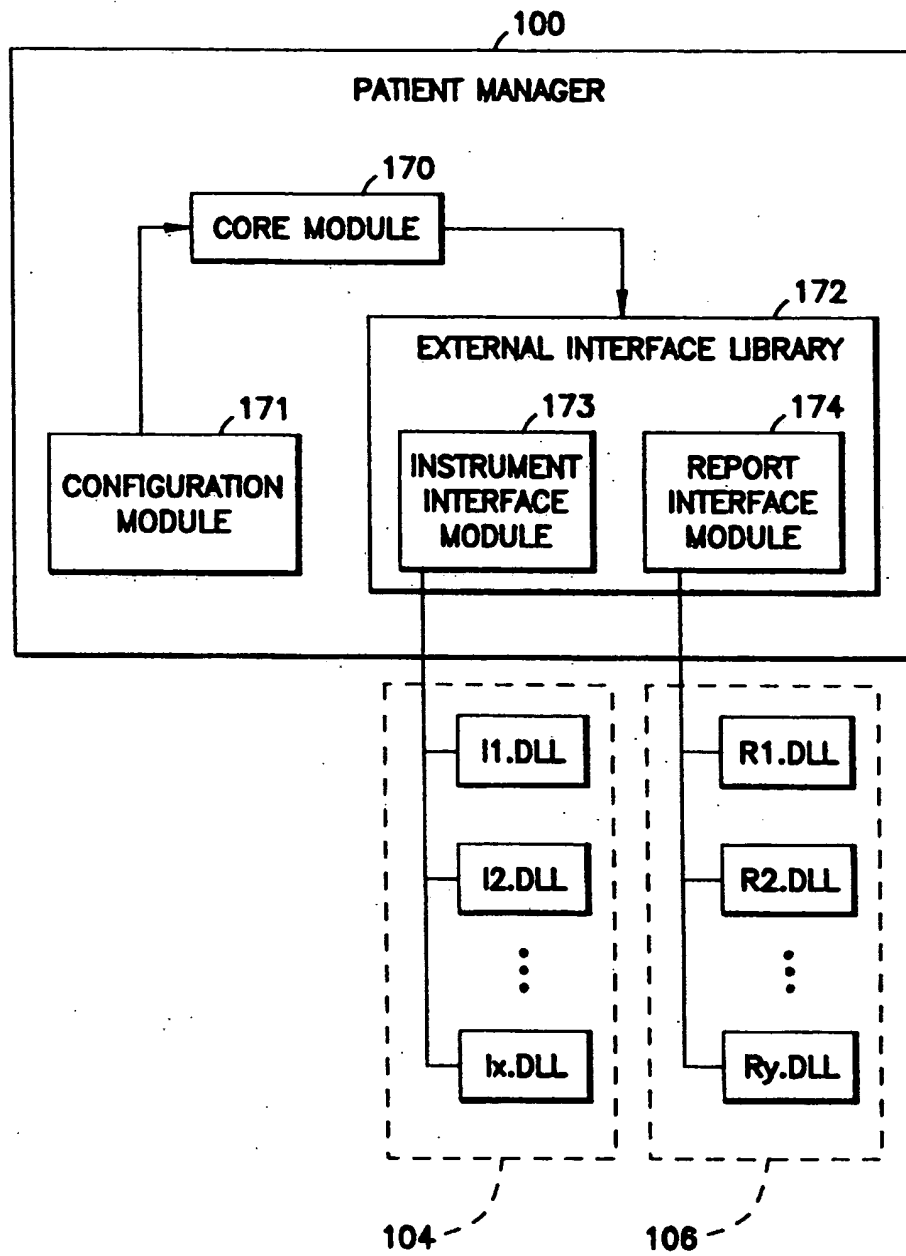 100
PATIENT MANAGER
170
CORE MODULE
172
EXTERNAL INTERFACE LIBRARY
171
CONFIGURATION
MODULE
173
INSTRUMENT
INTERFACE
MODULE
174
REPORT
INTERFACE
MODULE
I1.DLL
R1.DLL
I2.DLL
R2.DLL
Ix.DLL
Ry.DLL
104
106